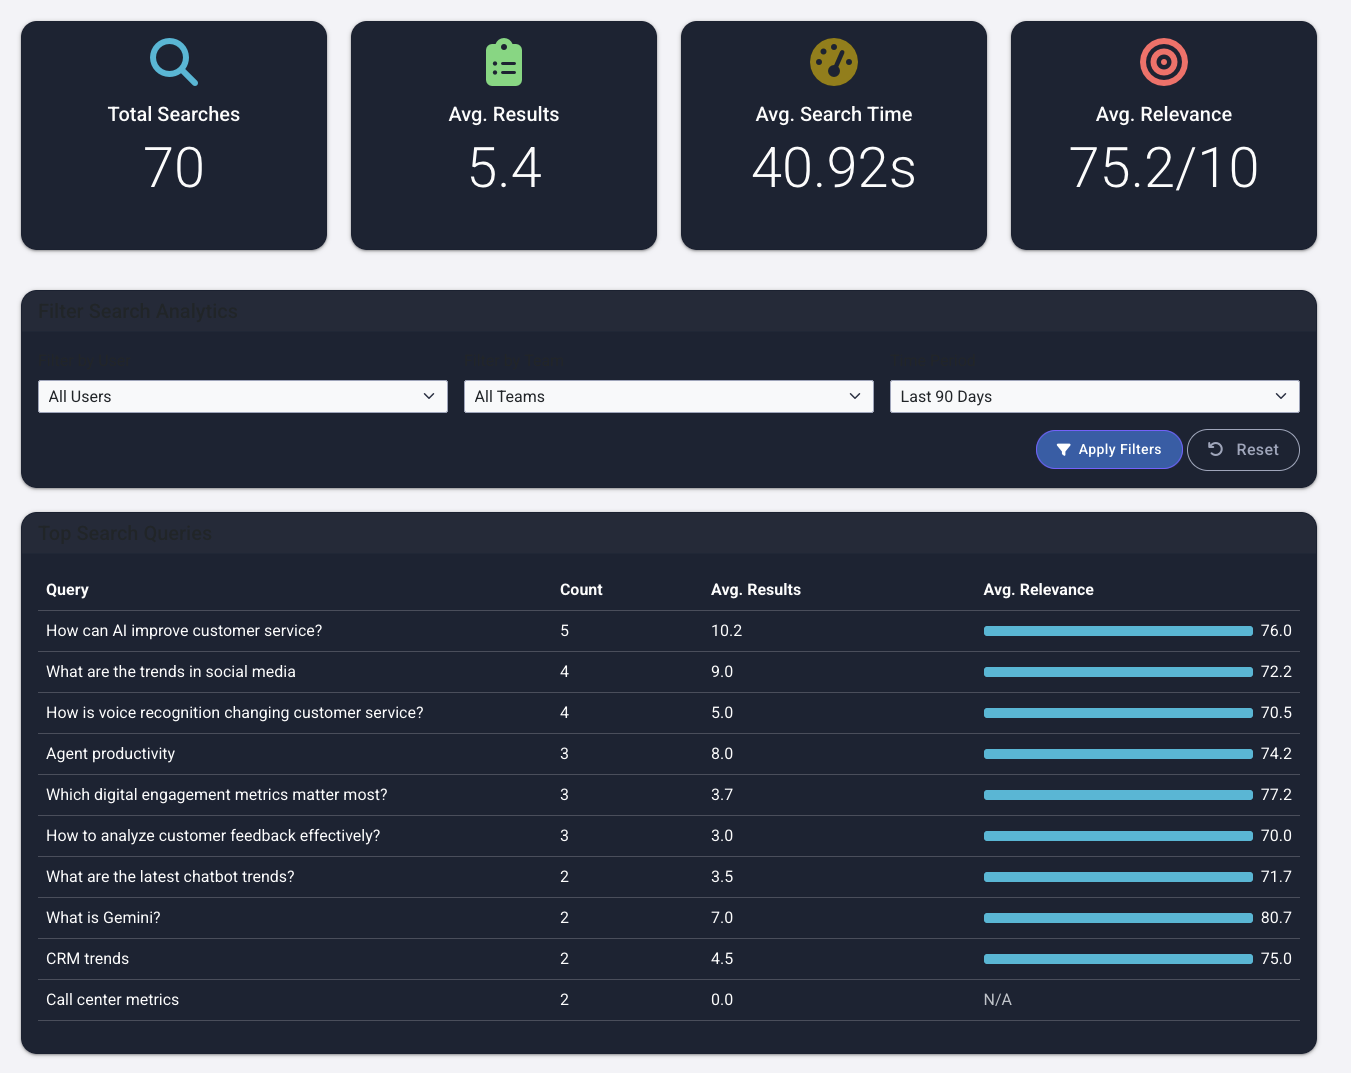 Total Searches
70
Avg. Results
5.4
Avg. Search Time
40.92s
Avg. Relevance
75.2/10
Filter Search Analytics
All Users
All Teams
Last 90 Days
Apply Filters
Reset
Top Search Queries
Query Count Avg. Results Avg. Relevance
How can AI improve customer service? 5 10.2 76.0
What are the trends in social media 4 9.0 72.2
How is voice recognition changing customer service? 4 5.0 70.5
Agent productivity 3 8.0 74.2
Which digital engagement metrics matter most? 3 3.7 77.2
How to analyze customer feedback effectively? 3 3.0 70.0
What are the latest chatbot trends? 2 3.5 71.7
What is Gemini? 2 7.0 80.7
CRM trends 2 4.5 75.0
Call center metrics 2 0.0 N/A